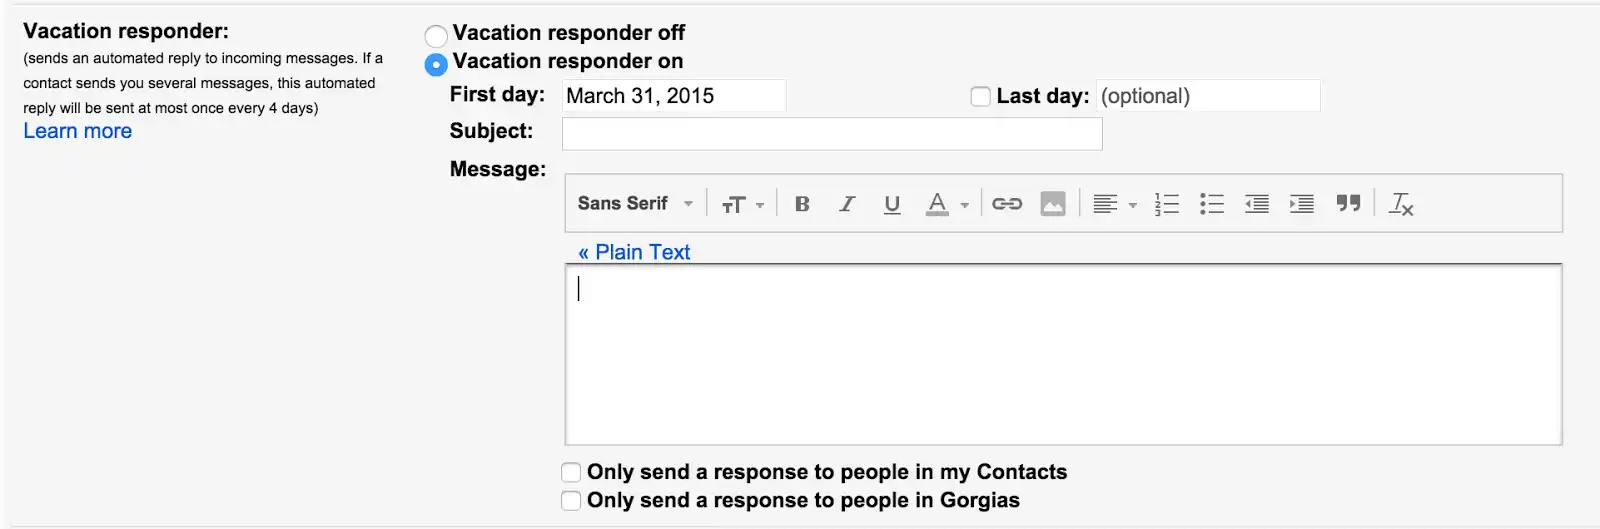 Vacation responder:
(sends an automated reply to incoming messages. If a
contact sends you several messages, this automated
reply will be sent at most once every 4 days)
Learn more
Vacation responder off
Vacation responder on
First day: March 31, 2015 Last day: (optional)
Subject:
Message:
Sans Serif
« Plain Text
Only send a response to people in my Contacts
Only send a response to people in Gorgias